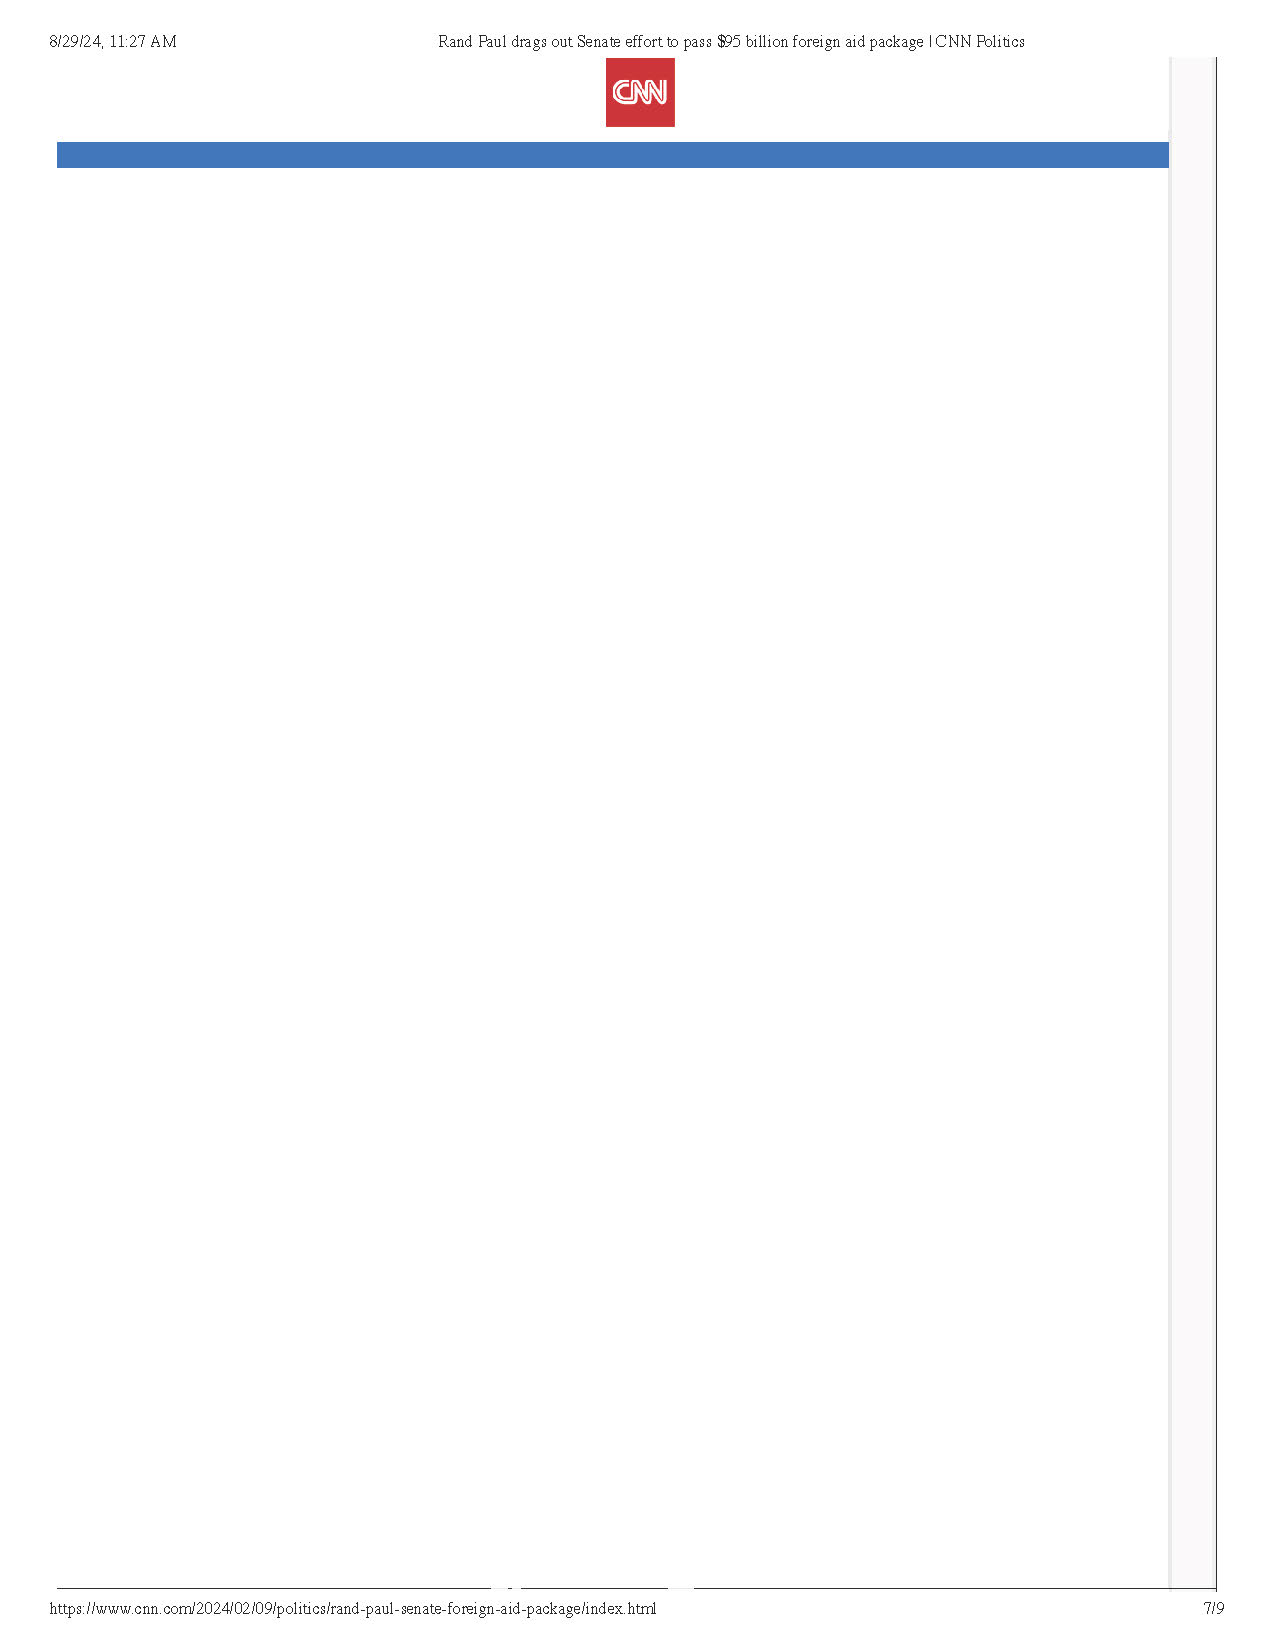 8/29/24, 11:27 AM Rand Paul drags out Senate effort to pass $95 billion foreign aid package | CNN Politics
CNN
https://www.cnn.com/2024/02/09/politics/rand-paul-senate-foreign-aid-package/index.html 7/9